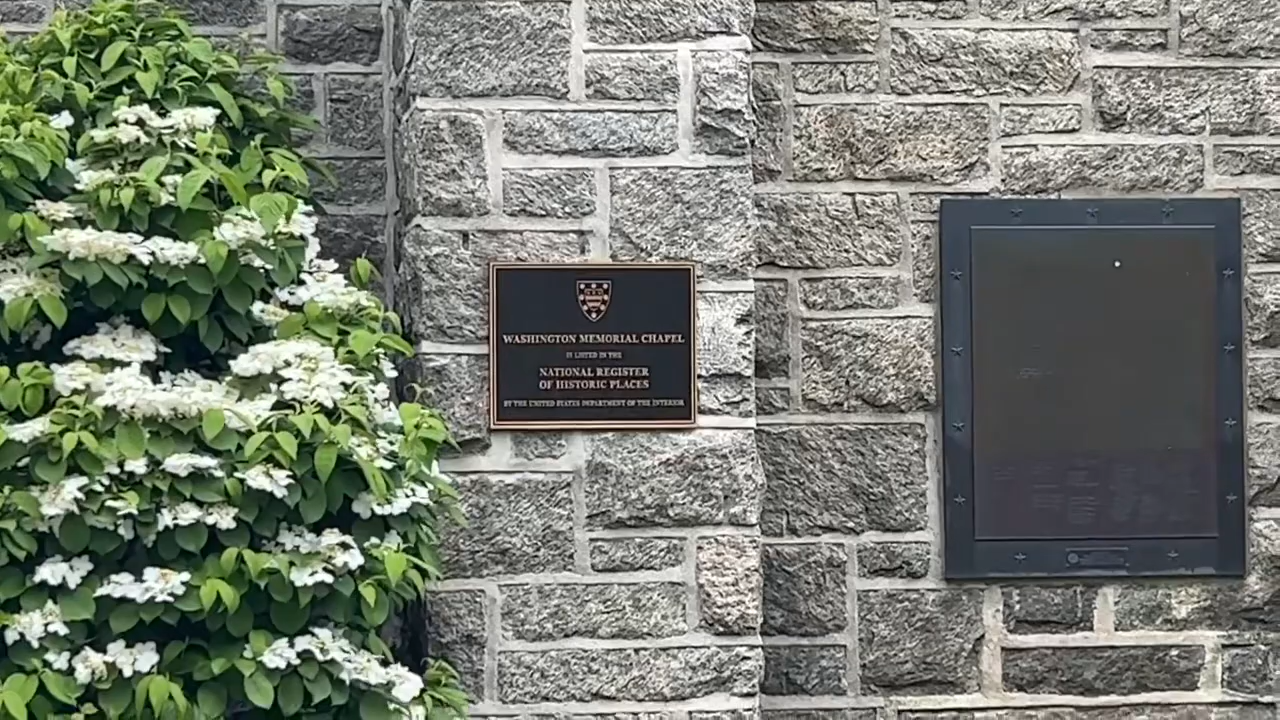 WASHINGTON MEMORIAL CHAPEL
IS LISTED IN THE
NATIONAL REGISTER
OF HISTORIC PLACES
BY THE UNITED STATES DEPARTMENT OF THE INTERIOR